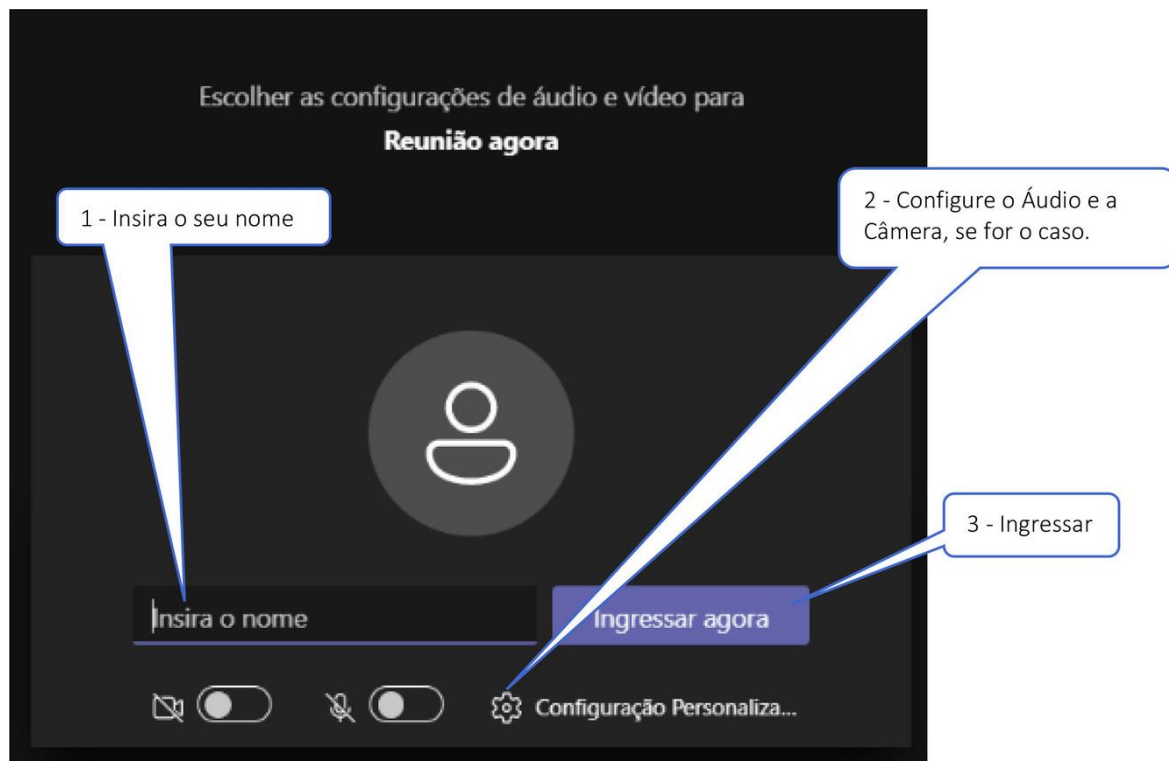 Escolher as configurações de áudio e vídeo para
Reunião agora
1 - Insira o seu nome
2 - Configure o Áudio e a
Câmera, se for o caso.
3 - Ingressar
Insira o nome
Ingressar agora
Configuração Personaliza...